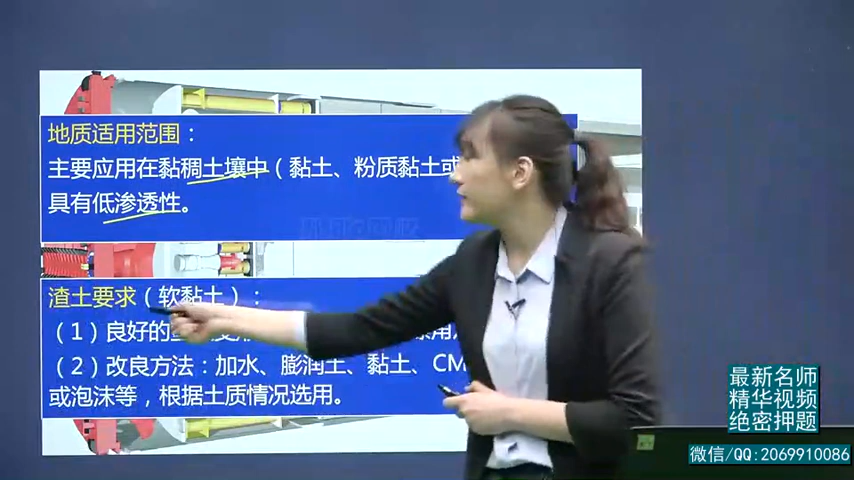 地质适用范围：
主要应用在黏稠土壤中（黏土、粉质黏土或
具有低渗透性。
渣土要求（软黏土）：
（1）良好的
（2）改良方法：加水、膨润土、黏土、CM
或泡沫等，根据土质情况选用。
最新名师
精华视频
绝密押题
微信/QQ:2069910086